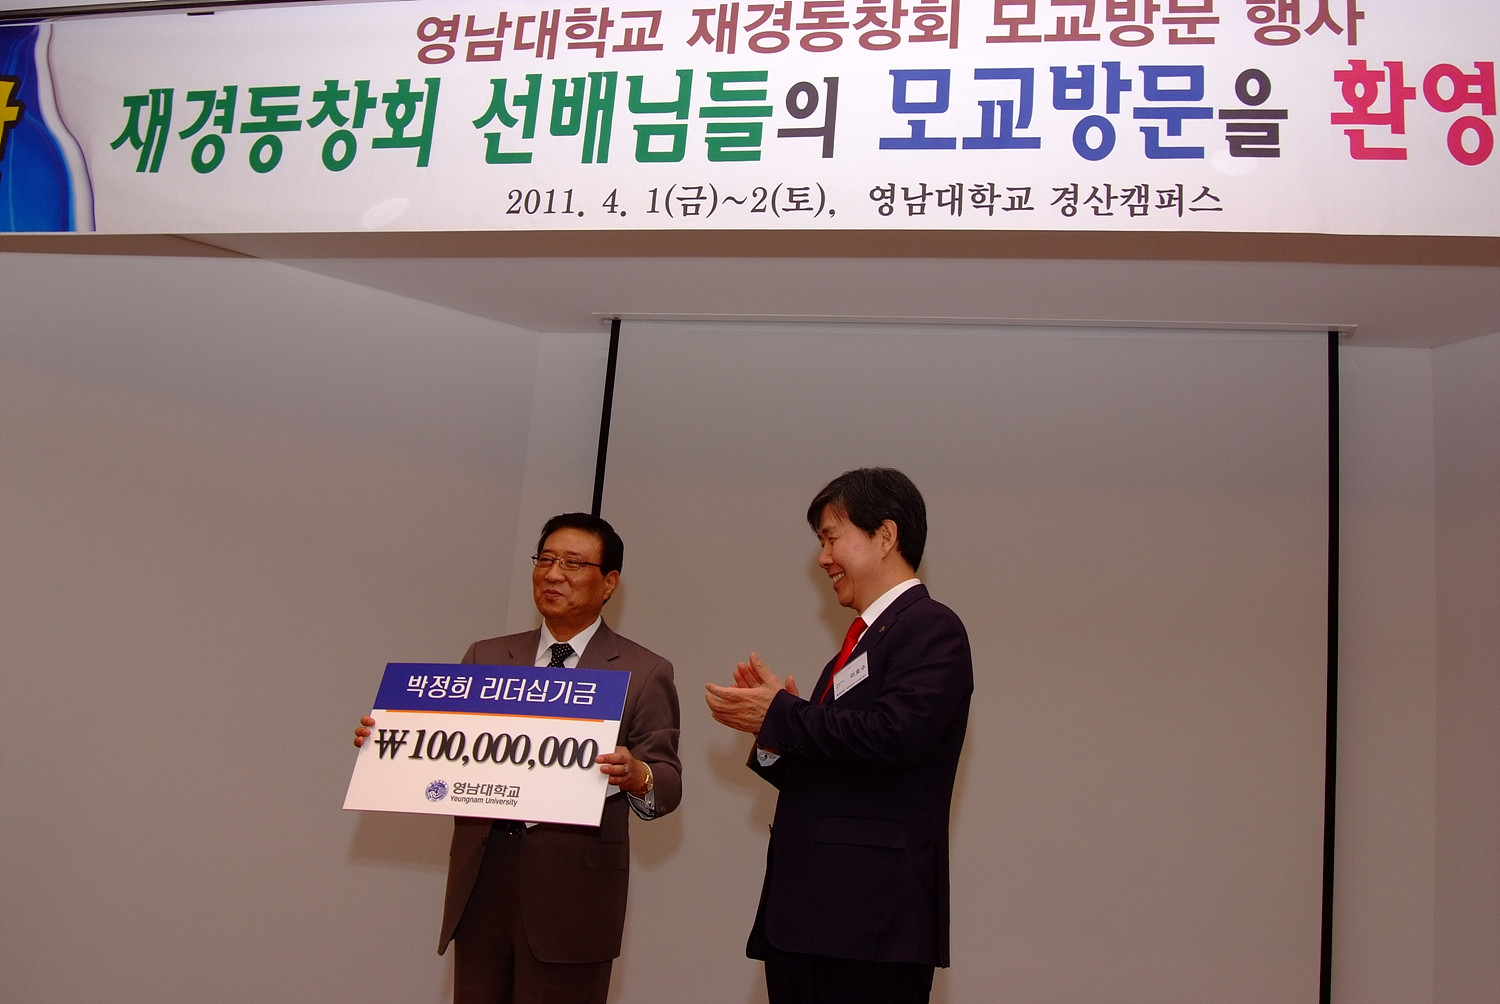 영남대학교 재경동창회 모교방문 행사
재경동창회 선배님들의 모교방문을 환영
2011. 4. 1(금)~2(토), 영남대학교 경산캠퍼스
박정희 리더십기금
₩100,000,000
영남대학교
Yeungnam University
이효수